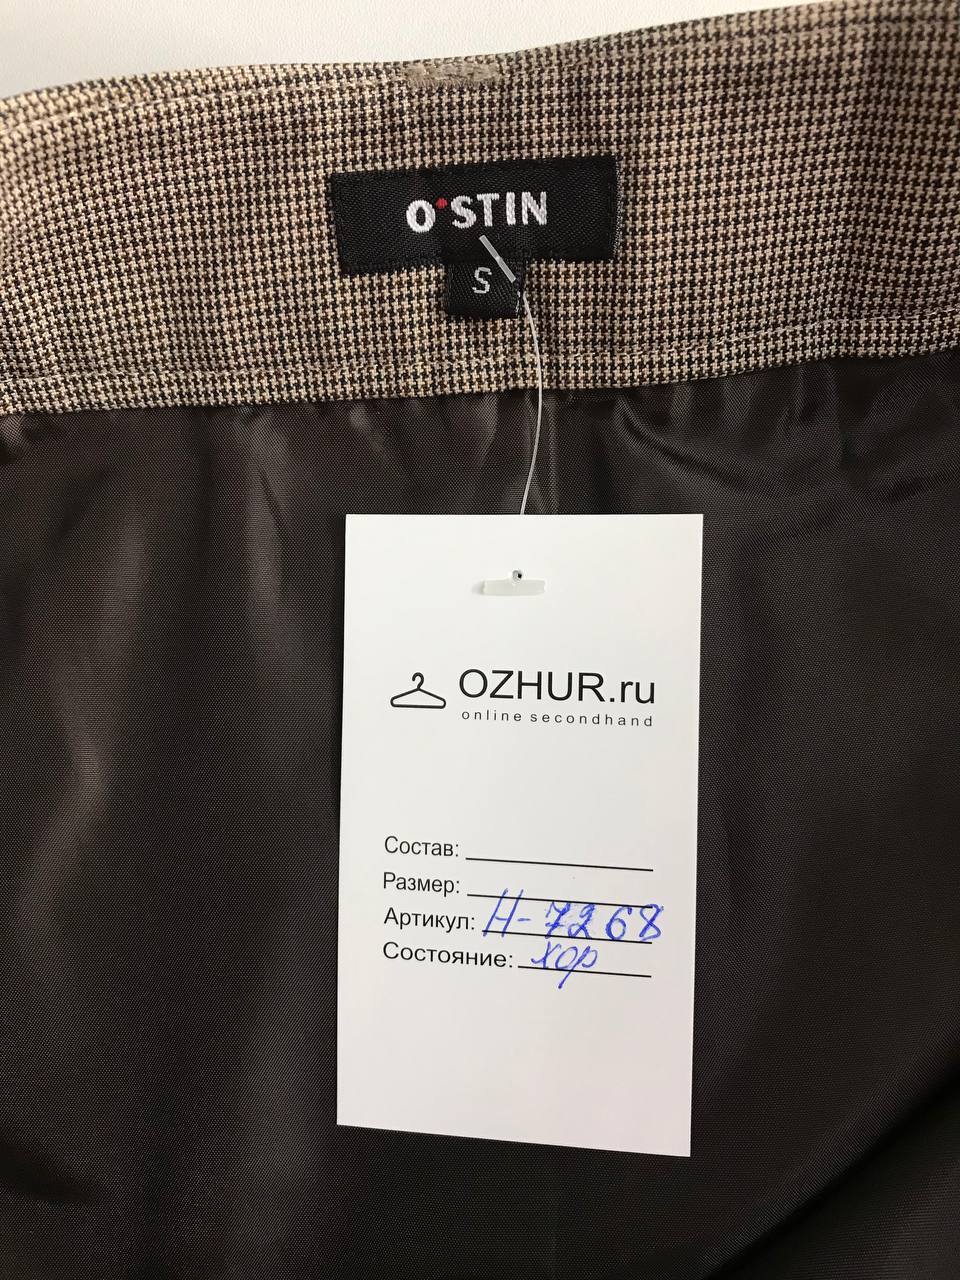 O'STIN
S
OZHUR.ru
online secondhand
Состав:
Размер:
Артикул: Н-7268
Состояние: хор